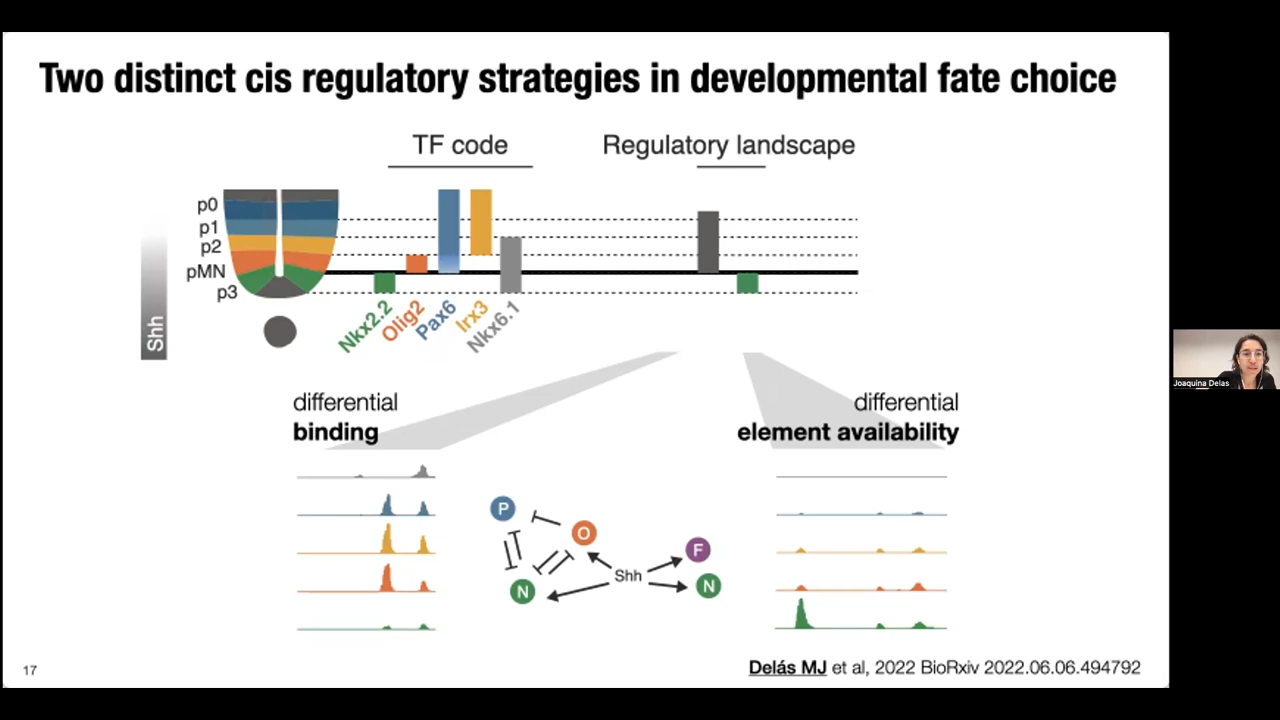 Two distinct cis regulatory strategies in developmental fate choice
TF code
Regulatory landscape
p0
p1
p2
pMN
p3
Shh
Nkx2.2
Olig2
Pax6
Irx3
Nkx6.1
differential
binding
differential
element availability
P
O
N
Shh
F
N
Joaquina Delas
17
Delás MJ et al, 2022 BioRxiv 2022.06.06.494792